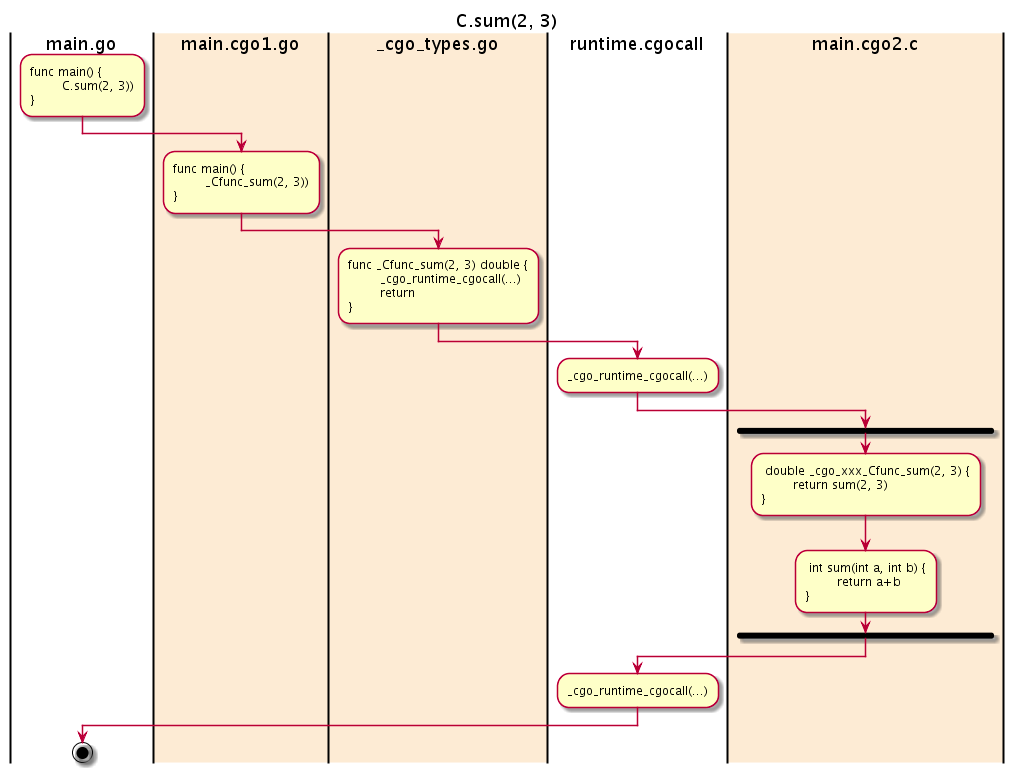 C.sum(2, 3)
main.go
main.cgo1.go
_cgo_types.go
runtime.cgocall
main.cgo2.c
func main() {
C.sum(2, 3))
}
func main() {
_Cfunc_sum(2, 3))
}
func _Cfunc_sum(2, 3) double {
_cgo_runtime_cgocall(...)
return
}
_cgo_runtime_cgocall(...)
double _cgo_xxx_Cfunc_sum(2, 3) {
return sum(2, 3)
}
int sum(int a, int b) {
return a+b
}
_cgo_runtime_cgocall(...)